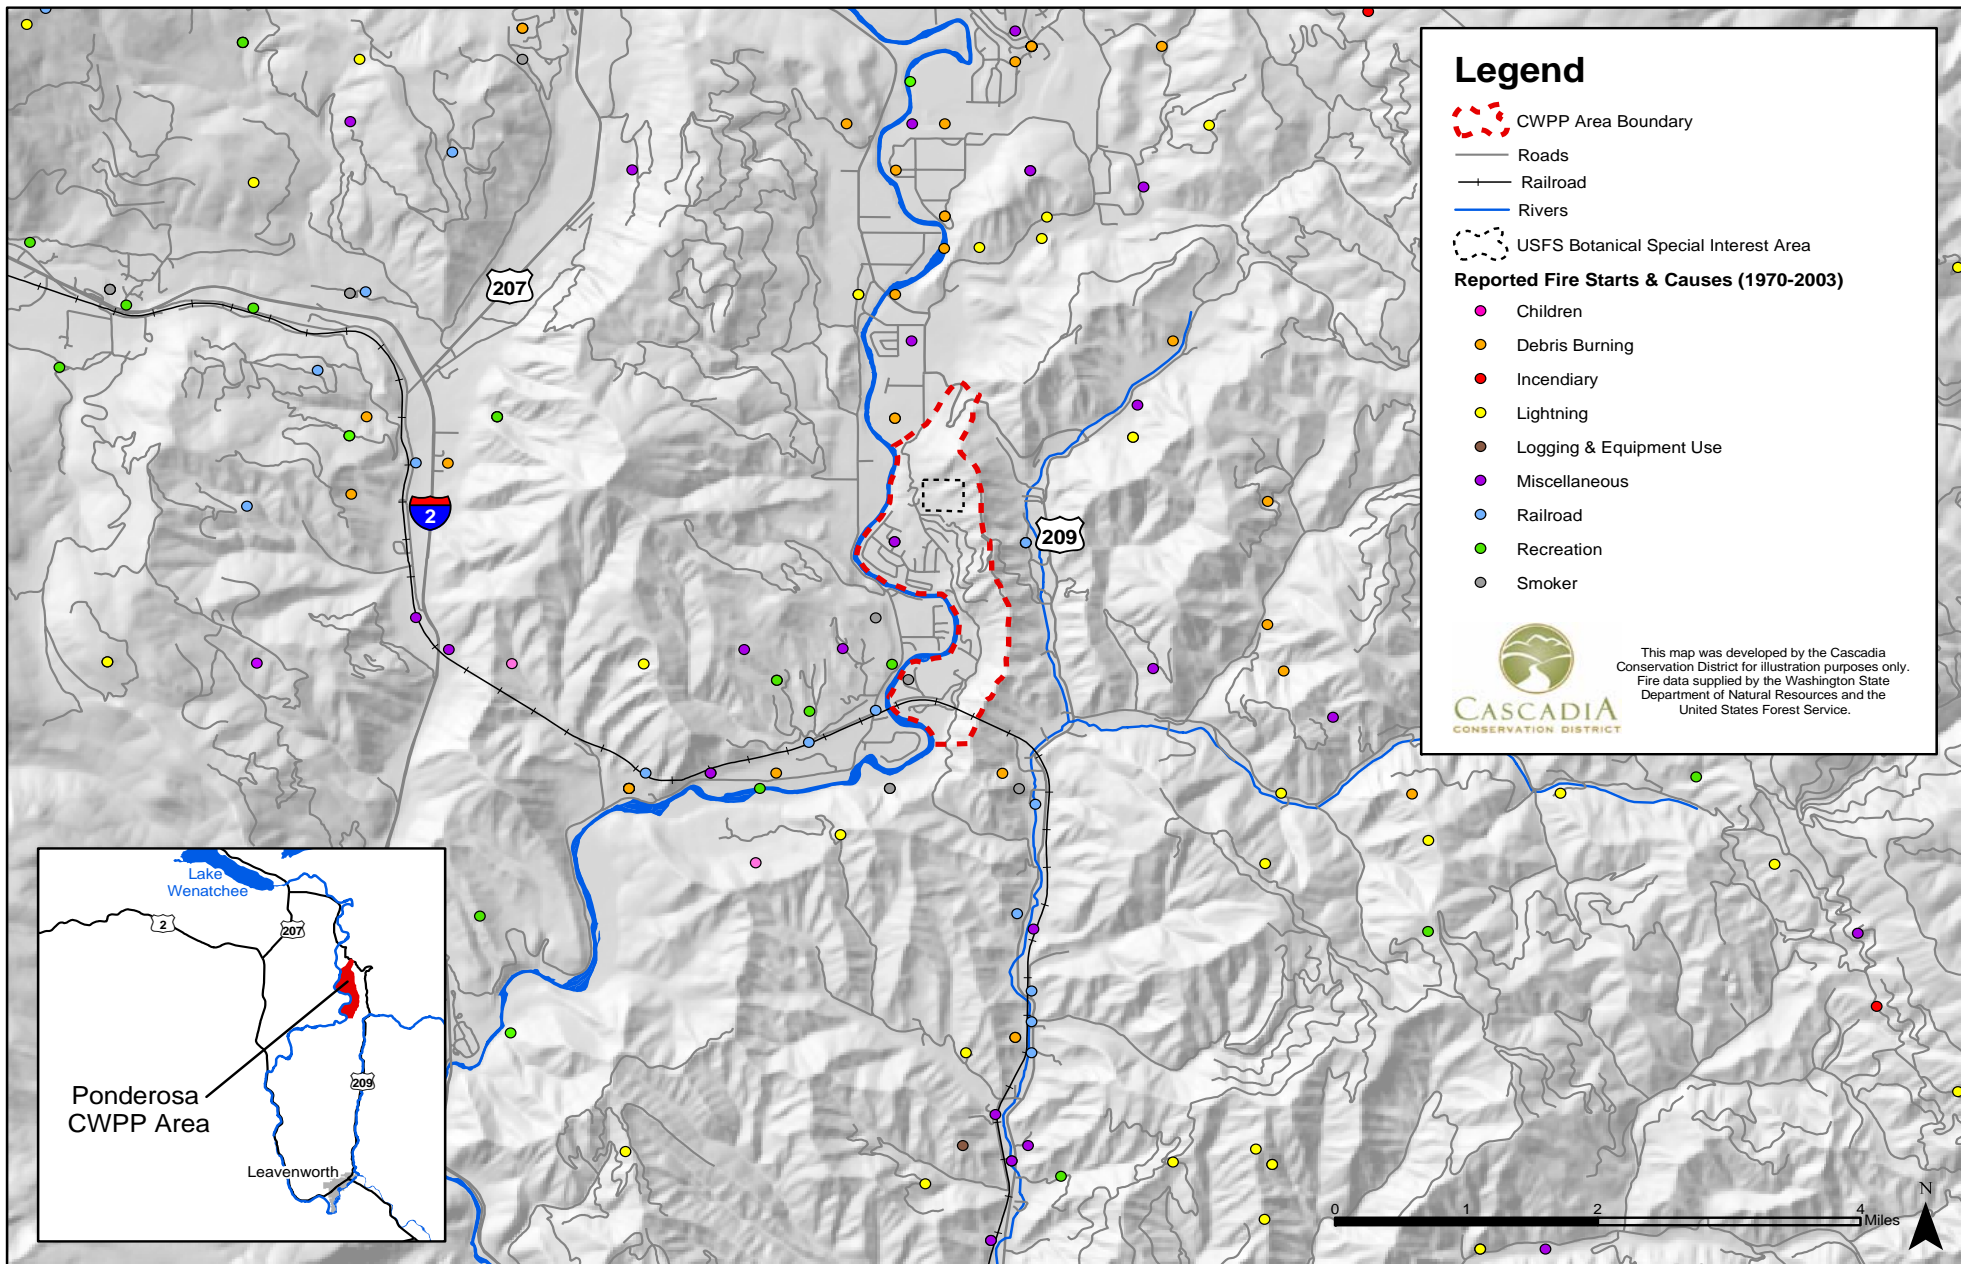 Legend
CWPP Area Boundary
Roads
Railroad
Rivers
USFS Botanical Special Interest Area
Reported Fire Starts & Causes (1970-2003)
Children
Debris Burning
Incendiary
Lightning
Logging & Equipment Use
Miscellaneous
Railroad
Recreation
Smoker
CASCADIA
CONSERVATION DISTRICT
This map was developed by the Cascadia
Conservation District for illustration purposes only.
Fire data supplied by the Washington State
Department of Natural Resources and the
United States Forest Service.
207
2
209
Lake
Wenatchee
2
207
Ponderosa
CWPP Area
209
Leavenworth
N
0 1 2 4
Miles